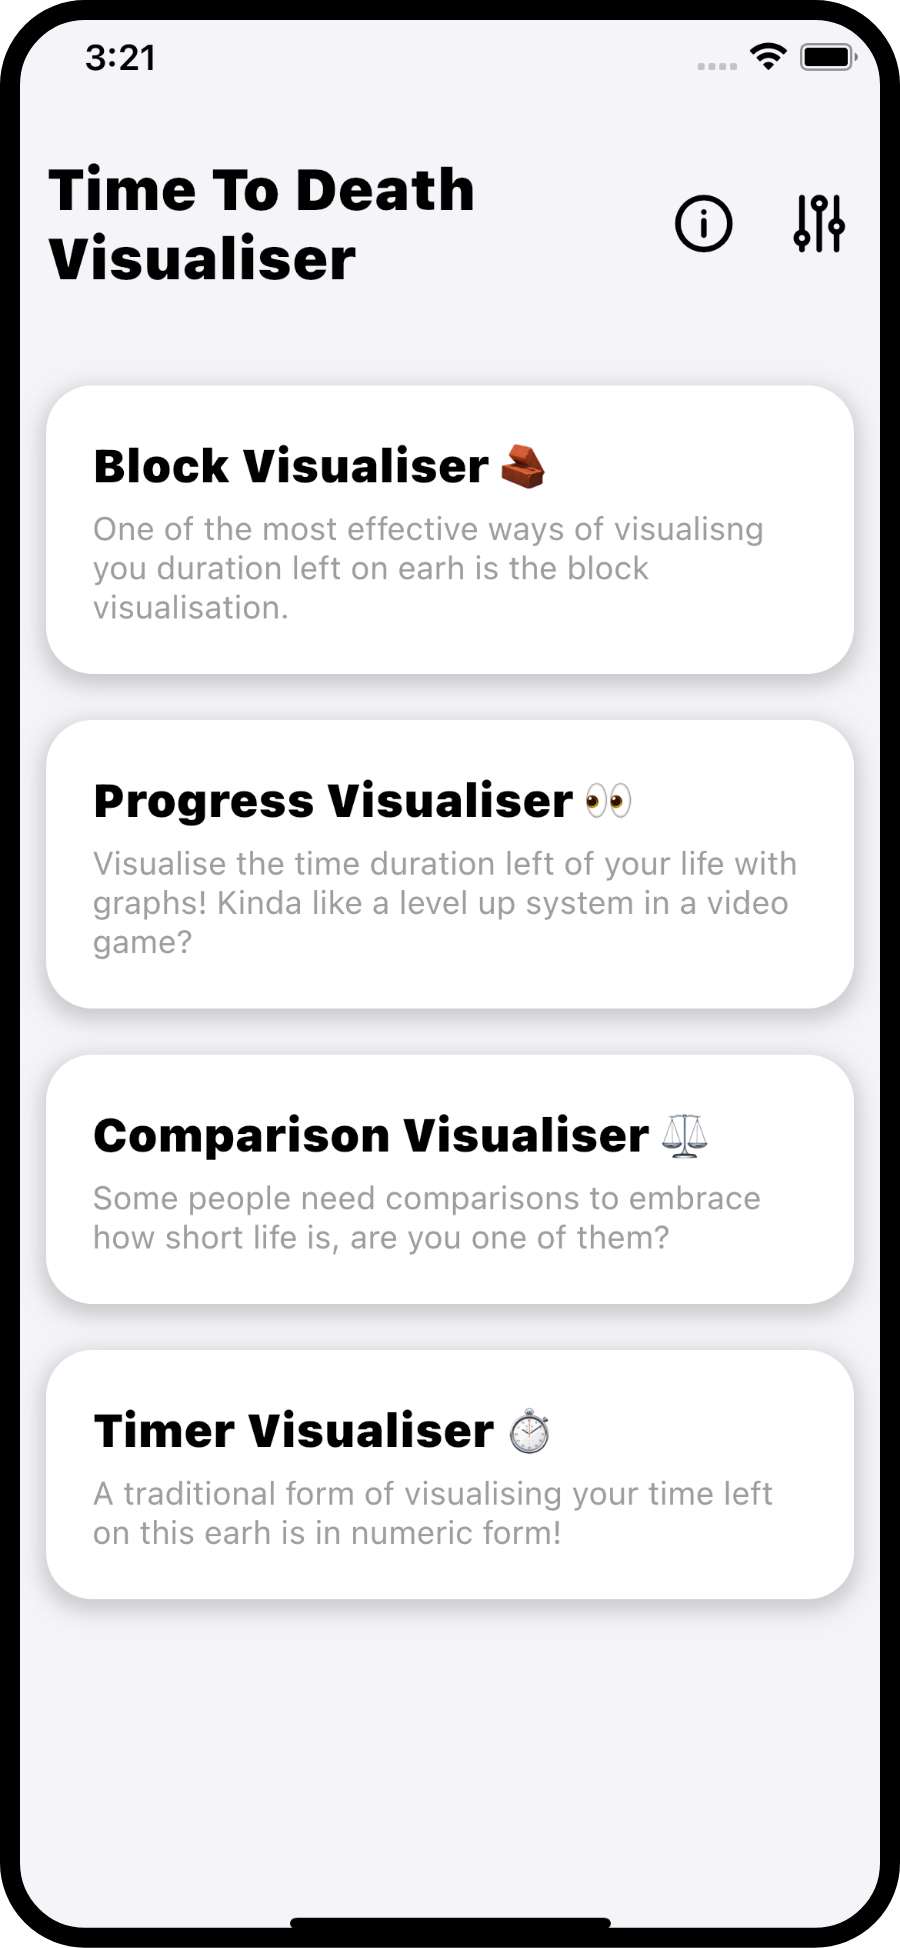 3:21
Time To Death
Visualiser
Block Visualiser 🧱
One of the most effective ways of visualisng
you duration left on earh is the block
visualisation.
Progress Visualiser 👀
Visualise the time duration left of your life with
graphs! Kinda like a level up system in a video
game?
Comparison Visualiser ⚖️
Some people need comparisons to embrace
how short life is, are you one of them?
Timer Visualiser ⏱️
A traditional form of visualising your time left
on this earh is in numeric form!